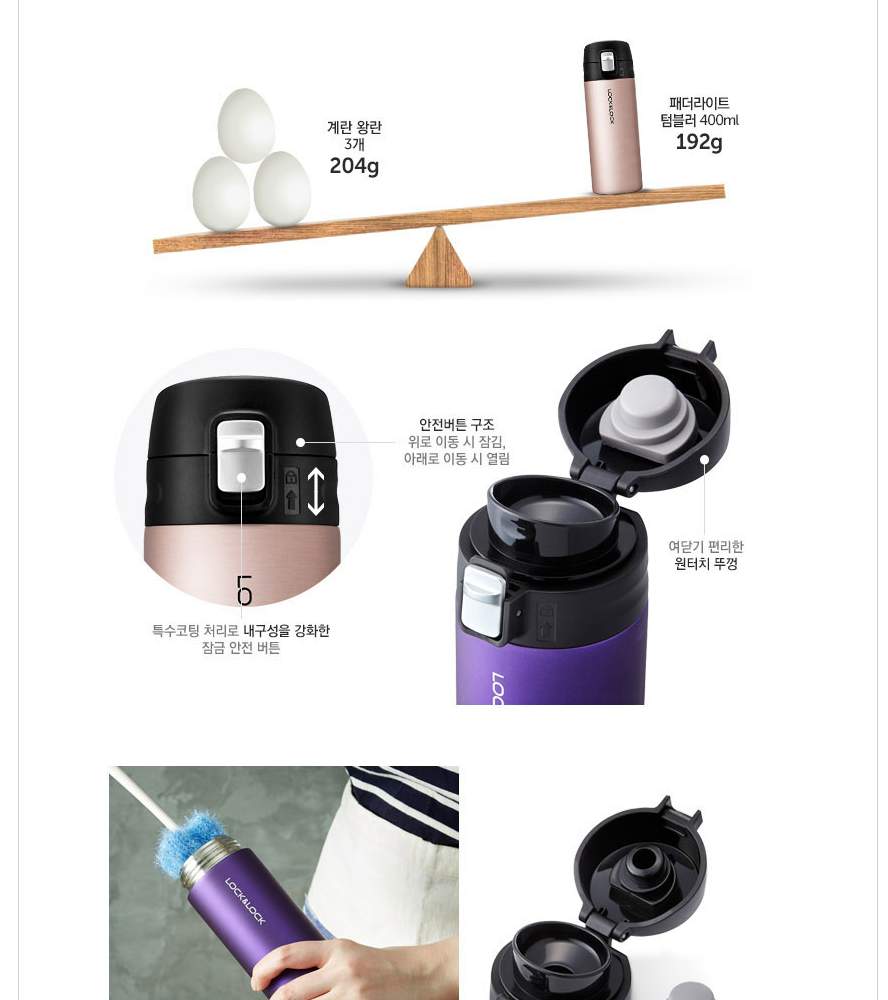 LOCK&LOCK
계란 왕란
3개
204g
패더라이트
텀블러 400ml
192g
안전버튼 구조
위로 이동 시 잠김,
아래로 이동 시 열림
여닫기 편리한
원터치 뚜껑
특수코팅 처리로 내구성을 강화한
잠금 안전 버튼
LOC
LOCK&LOCK